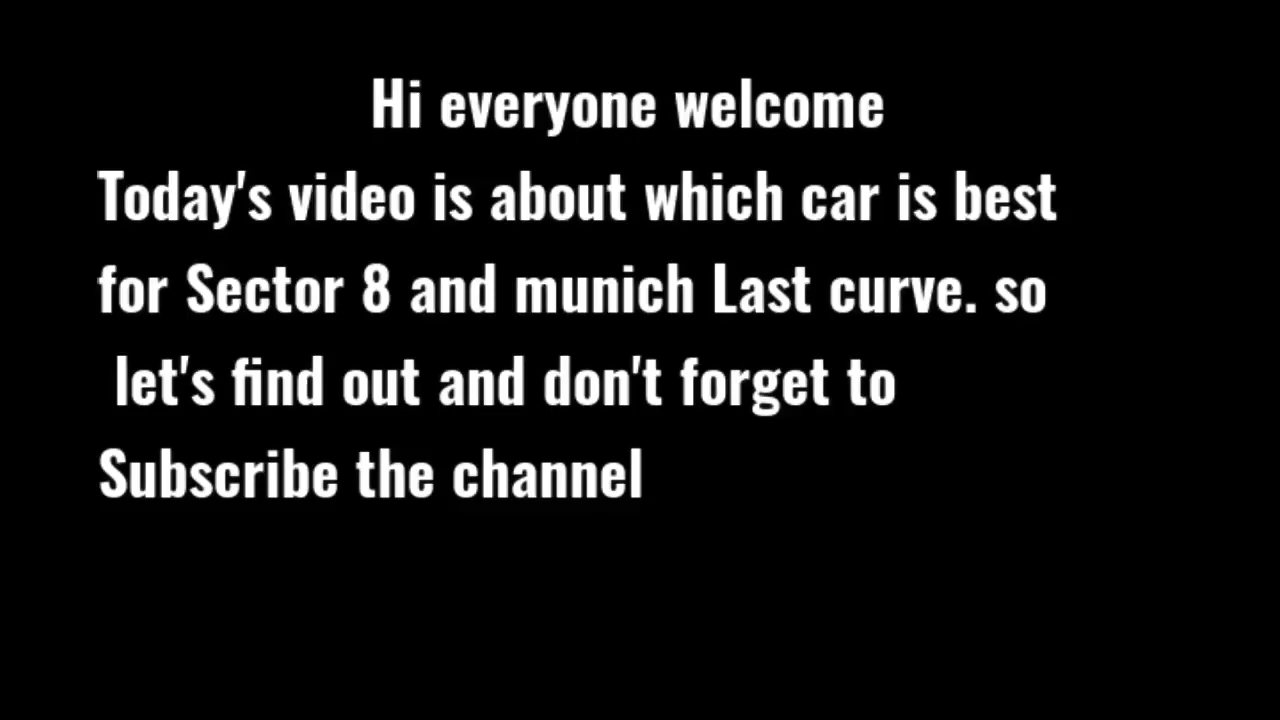 Hi everyone welcome
Today's video is about which car is best
for Sector 8 and munich Last curve. so
let's find out and don't forget to
Subscribe the channel